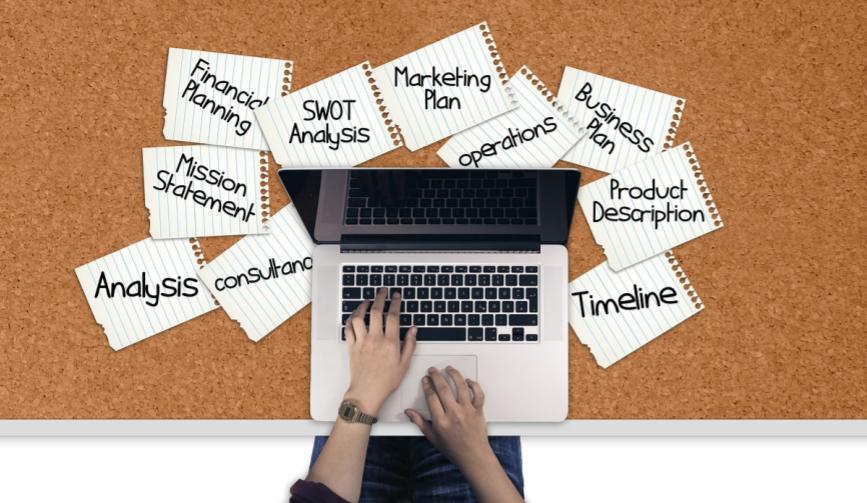 Financial
Planning
SWOT
Analysis
Marketing
Plan
operations
Business
Plan
Mission
Statement
Product
Description
Analysis
consultanc
Timeline